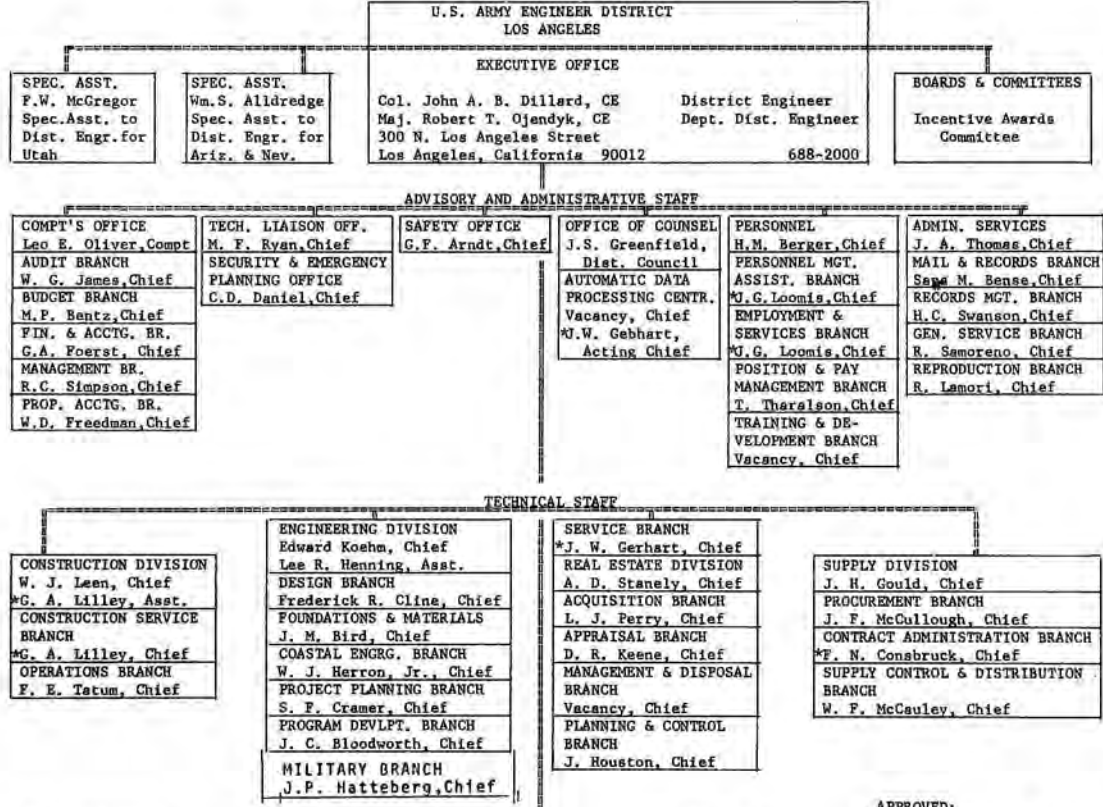 U.S. ARMY ENGINEER DISTRICT
LOS ANGELES
EXECUTIVE OFFICE
Col. John A. B. Dillard, CE District Engineer
Maj. Robert T. Ojendyk, CE Dept. Dist. Engineer
300 N. Los Angeles Street
Los Angeles, California 90012 688-2000
SPEC. ASST.
F.W. McGregor
Spec.Asst. to
Dist. Engr.for
Utah
SPEC. ASST.
Wm.S. Alldredge
Spec. Asst. to
Dist. Engr. for
Ariz. & Nev.
BOARDS & COMMITTEES
Incentive Awards
Committee
ADVISORY AND ADMINISTRATIVE STAFF
COMPT'S OFFICE
Leo E. Oliver,Compt
AUDIT BRANCH
W. G. James,Chief
BUDGET BRANCH
M.P. Bentz,Chief
FIN. & ACCTG. BR.
G.A. Foerst, Chief
MANAGEMENT BR.
R.C. Simpson,Chief
PROP. ACCTG. BR.
W.D. Freedman,Chief
TECH. LIAISON OFF.
M. F. Ryan,Chief
SECURITY & EMERGENCY
PLANNING OFFICE
C.D. Daniel,Chief
SAFETY OFFICE
G.F. Arndt,Chief
OFFICE OF COUNSEL
J.S. Greenfield,
Dist. Council
AUTOMATIC DATA
PROCESSING CENTR.
Vacancy, Chief
*J.W. Gebhart,
Acting Chief
PERSONNEL
H.M. Berger,Chief
PERSONNEL MGT.
ASSIST. BRANCH
*J.G.Loomis,Chief
EMPLOYMENT &
SERVICES BRANCH
*J.G. Loomis,Chief
POSITION & PAY
MANAGEMENT BRANCH
T. Tharalson,Chief
TRAINING & DE-
VELOPMENT BRANCH
Vacancy, Chief
ADMIN. SERVICES
J. A. Thomas,Chief
MAIL & RECORDS BRANCH
M. Bense,Chief
RECORDS MGT. BRANCH
H.C. Swanson,Chief
GEN. SERVICE BRANCH
R. Samoreno, Chief
REPRODUCTION BRANCH
R. Lamori, Chief
TECHNICAL STAFF
CONSTRUCTION DIVISION
W. J. Leen, Chief
*G. A. Lilley, Asst.
CONSTRUCTION SERVICE
BRANCH
*G. A. Lilley, Chief
OPERATIONS BRANCH
F. E. Tatum, Chief
ENGINEERING DIVISION
Edward Koehm, Chief
Lee R. Henning, Asst.
DESIGN BRANCH
Frederick R. Cline, Chief
FOUNDATIONS & MATERIALS
J. M. Bird, Chief
COASTAL ENGRG. BRANCH
W. J. Herron, Jr., Chief
PROJECT PLANNING BRANCH
S. F. Cramer, Chief
PROGRAM DEVLPT. BRANCH
J. C. Bloodworth, Chief
MILITARY BRANCH
J.P. Hatteberg,Chief
SERVICE BRANCH
*J. W. Gerhart, Chief
REAL ESTATE DIVISION
A. D. Stanely, Chief
ACQUISITION BRANCH
L. J. Perry, Chief
APPRAISAL BRANCH
D. R. Keene, Chief
MANAGEMENT & DISPOSAL
BRANCH
Vacancy, Chief
PLANNING & CONTROL
BRANCH
J. Houston, Chief
SUPPLY DIVISION
J. H. Gould, Chief
PROCUREMENT BRANCH
J. F. McCullough, Chief
CONTRACT ADMINISTRATION BRANCH
*F. N. Consbruck, Chief
SUPPLY CONTROL & DISTRIBUTION
BRANCH
W. F. McCauley, Chief
APPROVED: